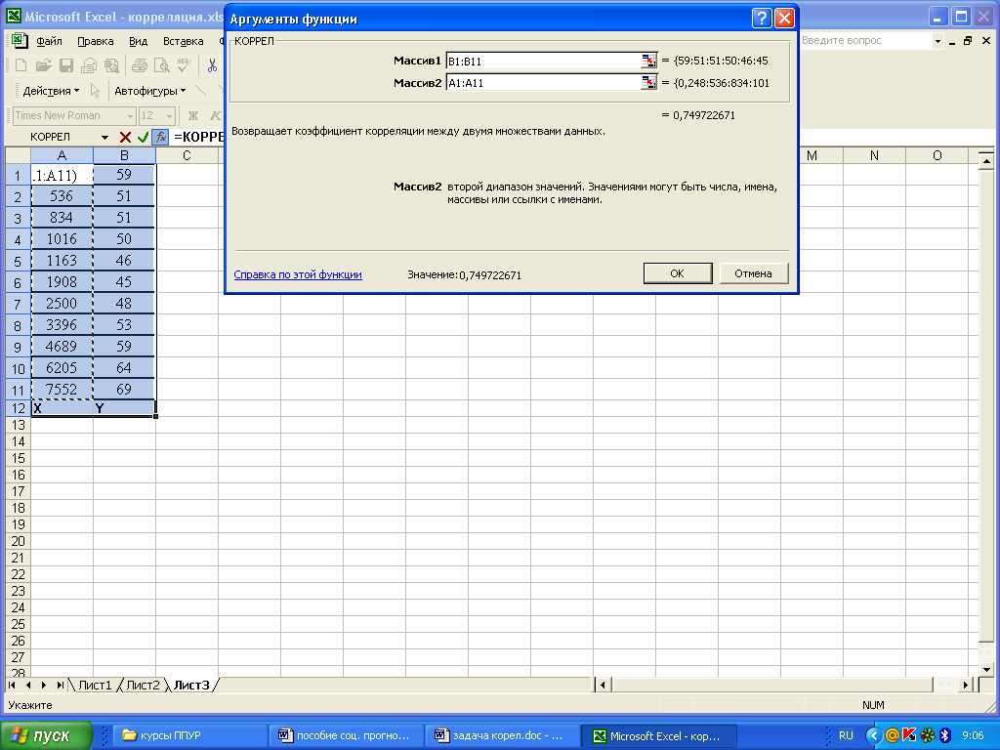 Microsoft Excel - корреляция.xls
Аргументы функции
Файл Правка Вид Вставка
Введите вопрос
КОРРЕЛ
Массив1 B1:B11 = {59:51:51:50:46:45
Массив2 A1:A11 = {0,248:536:834:101
= 0,749722671
Возвращает коэффициент корреляции между двумя множествами данных.
Массив2 второй диапазон значений. Значениями могут быть числа, имена,
массивы или ссылки с именами.
Справка по этой функции Значение:0,749722671 OK Отмена
Действия Автофигуры
Times New Roman 12 Ж К
КОРРЕЛ fx =КОРРЕ
A B C M N O
1 .1:A11) 59
2 536 51
3 834 51
4 1016 50
5 1163 46
6 1908 45
7 2500 48
8 3396 53
9 4689 59
10 6205 64
11 7552 69
12 X Y
13
14
15
16
17
18
19
20
21
22
23
24
25
26
27
28
Лист1 Лист2 Лист3
Укажите NUM
пуск курсы ППУР пособие соц. прогно... задача корел.doc - ... Microsoft Excel - кор... RU 9:06